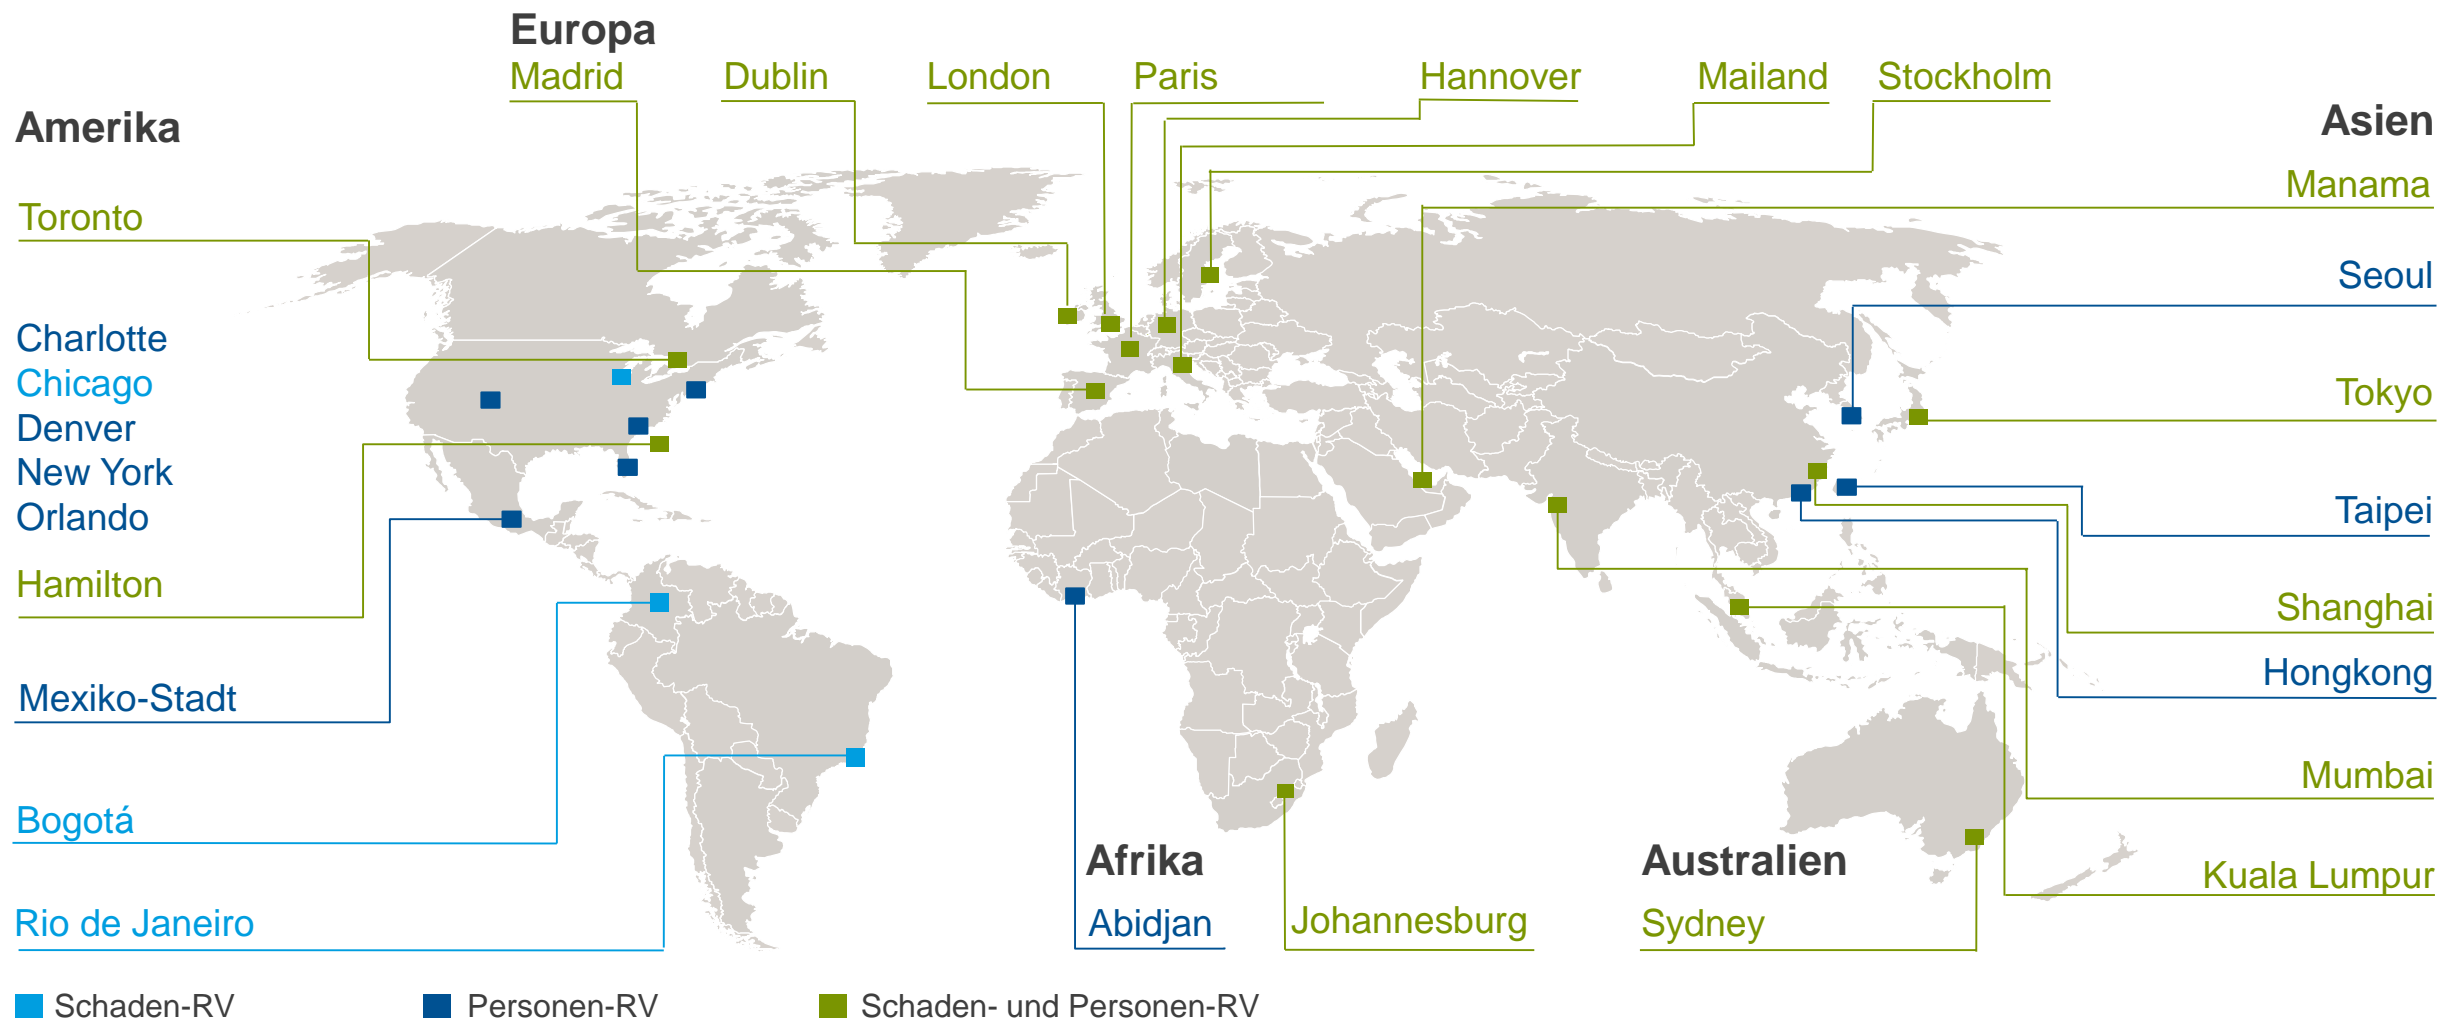 Europa
Madrid
Dublin
London
Paris
Hannover
Mailand
Stockholm
Amerika
Toronto
Charlotte
Chicago
Denver
New York
Orlando
Hamilton
Mexiko-Stadt
Bogotá
Rio de Janeiro
Afrika
Abidjan
Johannesburg
Australien
Sydney
Asien
Manama
Seoul
Tokyo
Taipei
Shanghai
Hongkong
Mumbai
Kuala Lumpur
Schaden-RV
Personen-RV
Schaden- und Personen-RV